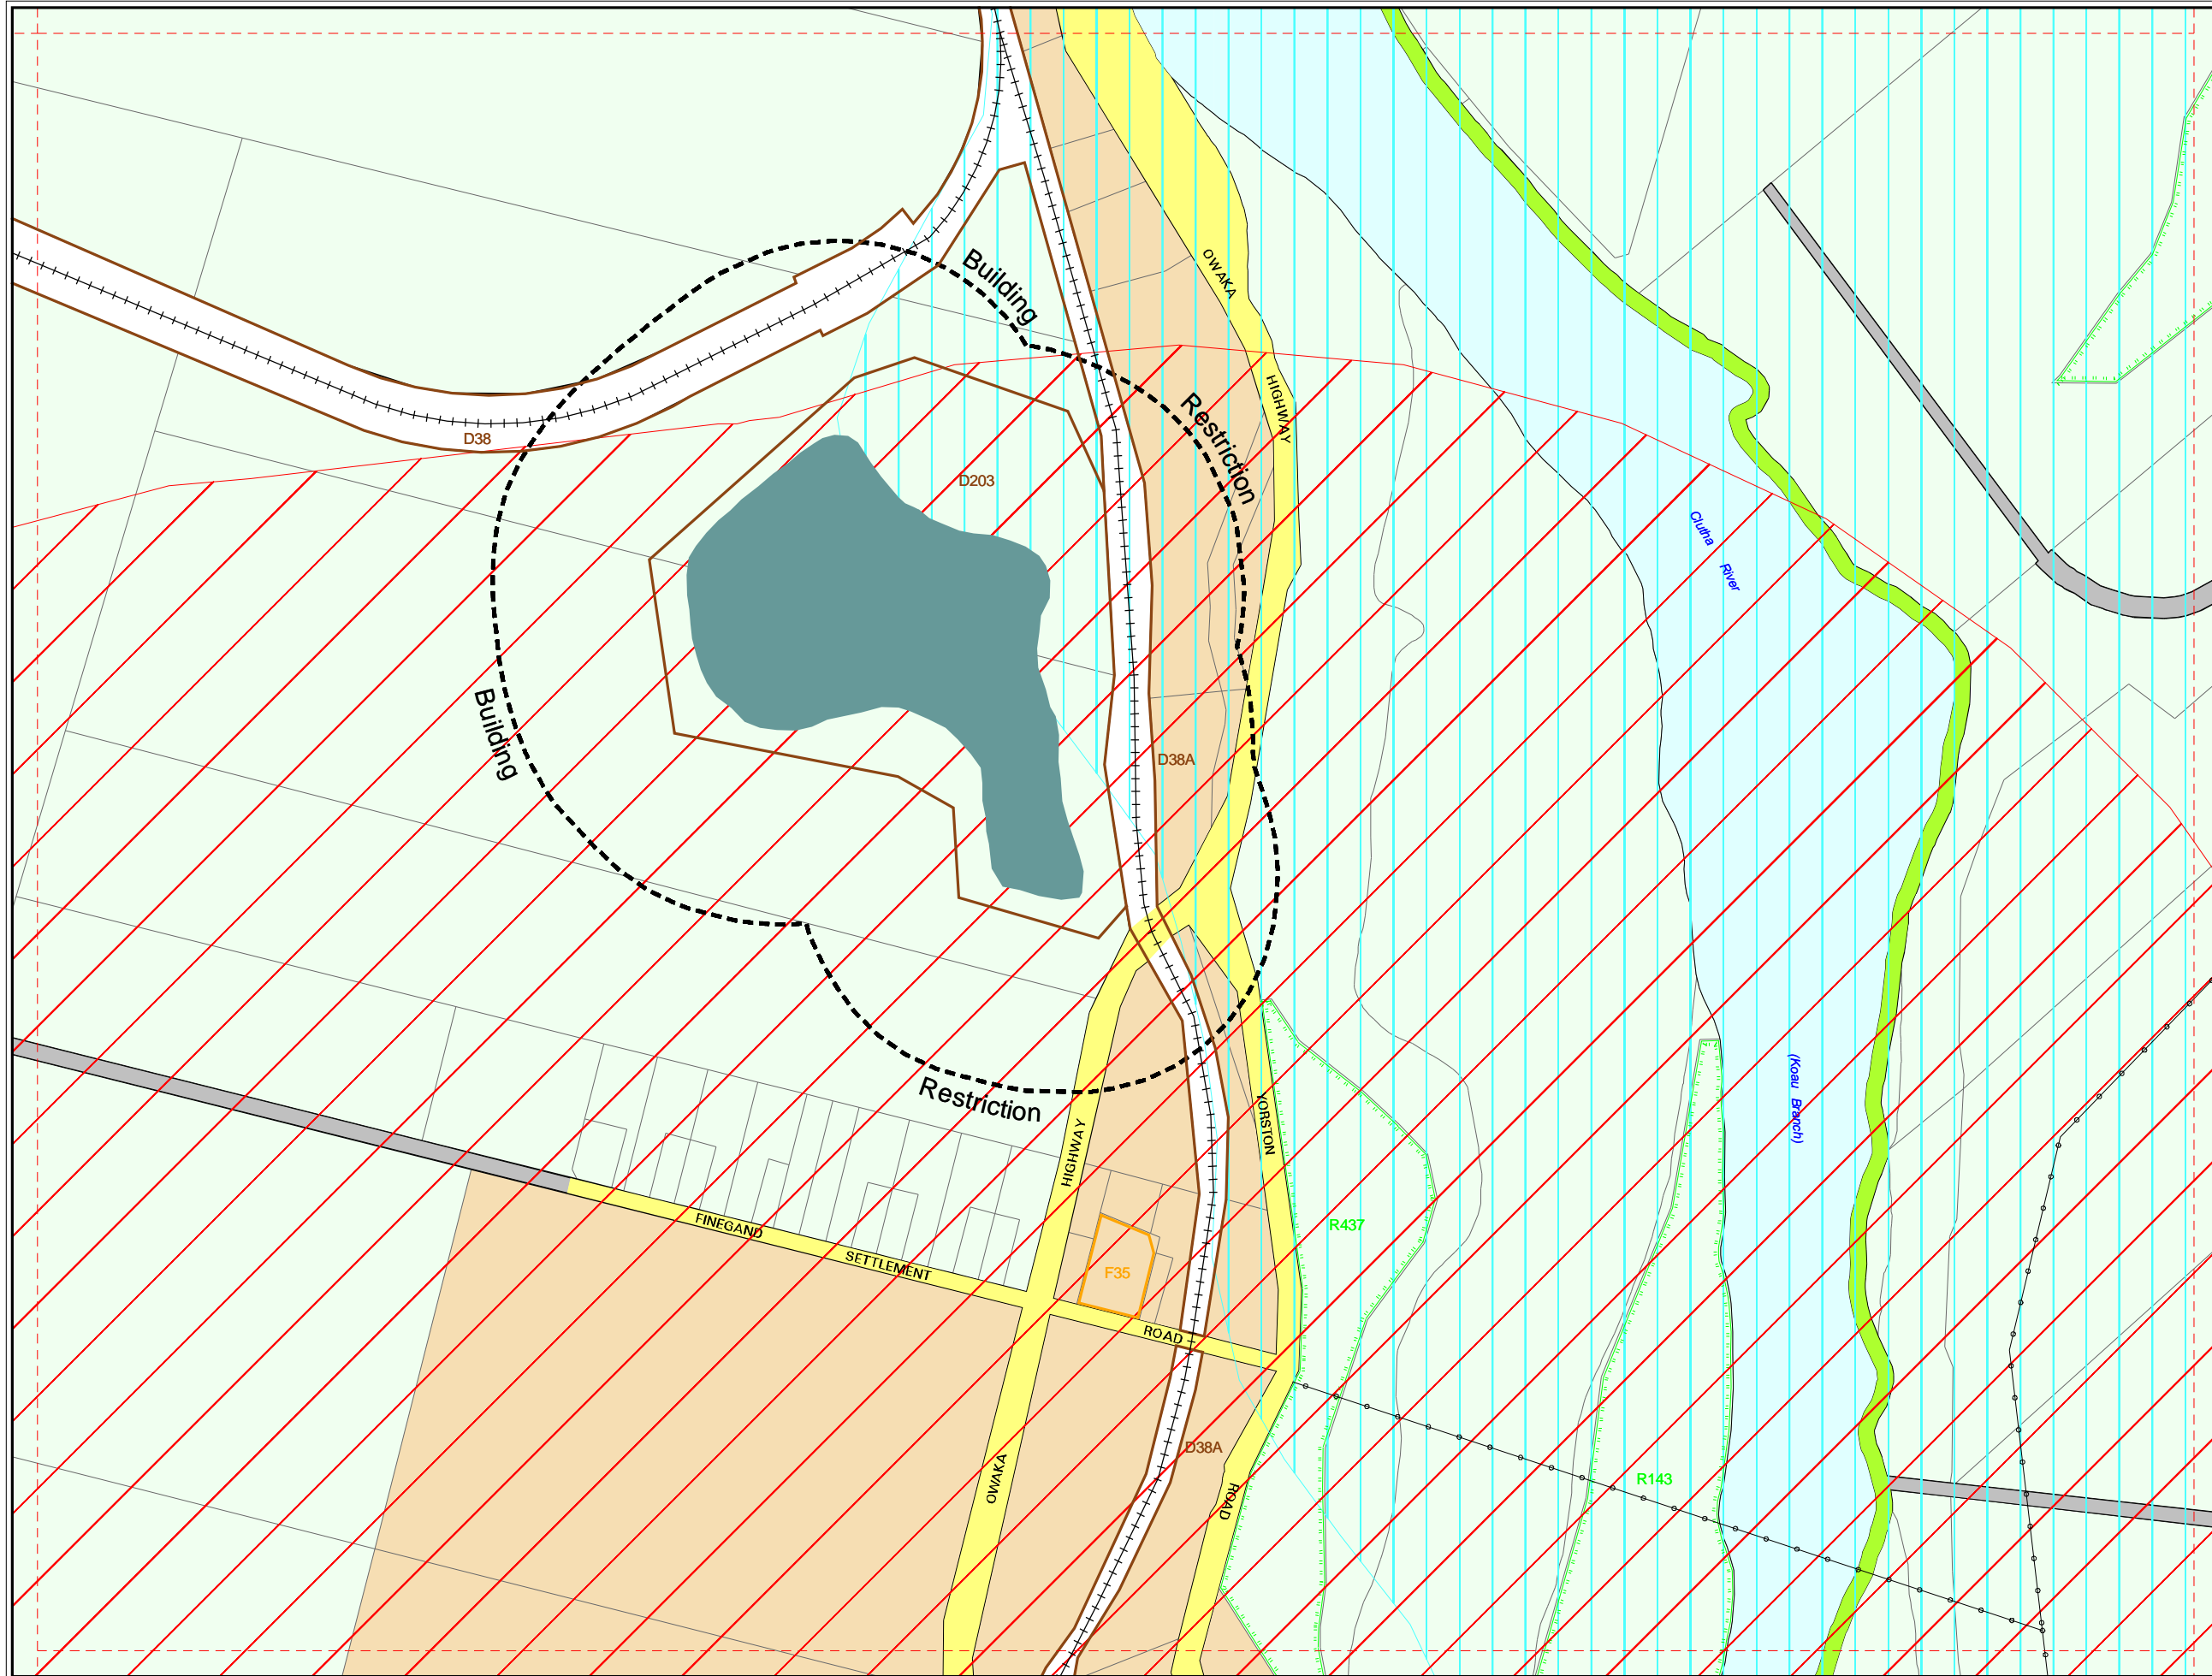 Building
OWAKA
HIGHWAY
Restriction
D38
D203
Clutha
River
Building
D38A
(Koau Branch)
Restriction
HIGHWAY
YORSTON
FINEGAND
SETTLEMENT
R437
F35
ROAD
D38A
OWAKA
ROAD
R143